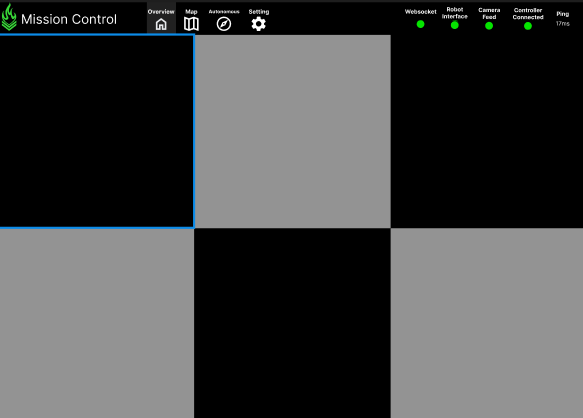 Mission Control
Overview
Map
Autonomous
Setting
Websocket
Robot
Interface
Camera
Feed
Controller
Connected
Ping
17ms